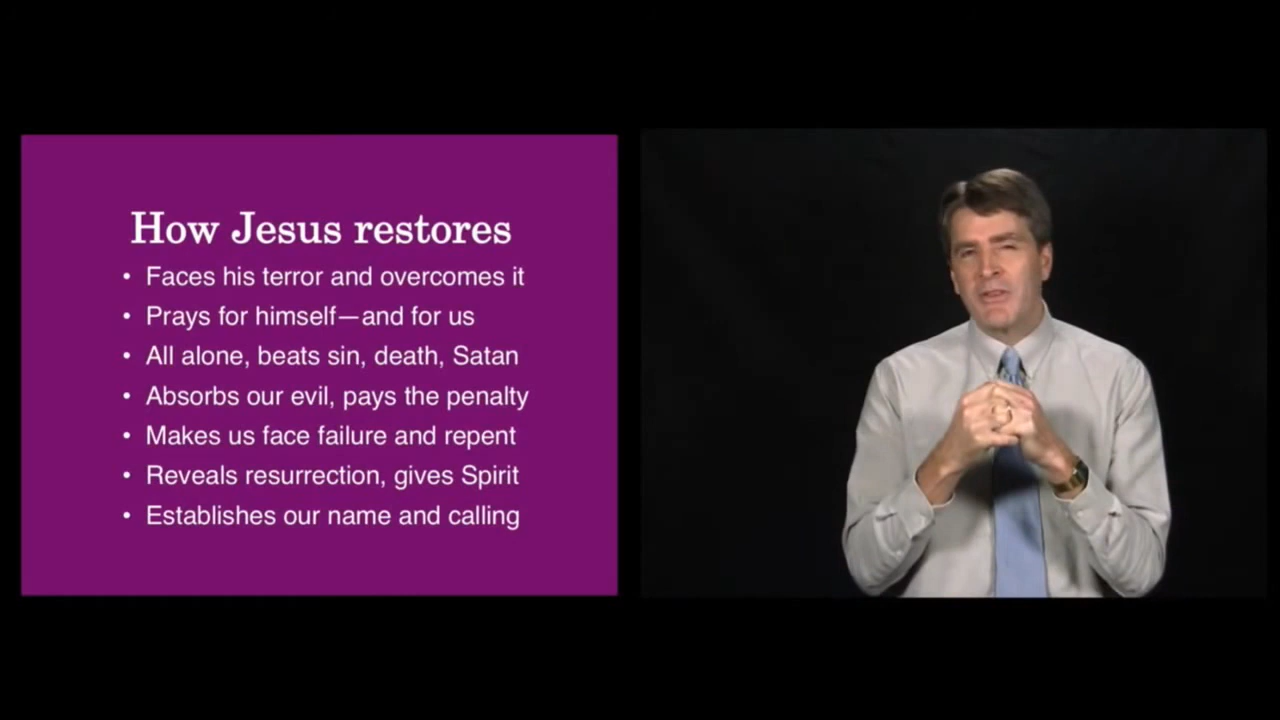 How Jesus restores
• Faces his terror and overcomes it
• Prays for himself—and for us
• All alone, beats sin, death, Satan
• Absorbs our evil, pays the penalty
• Makes us face failure and repent
• Reveals resurrection, gives Spirit
• Establishes our name and calling